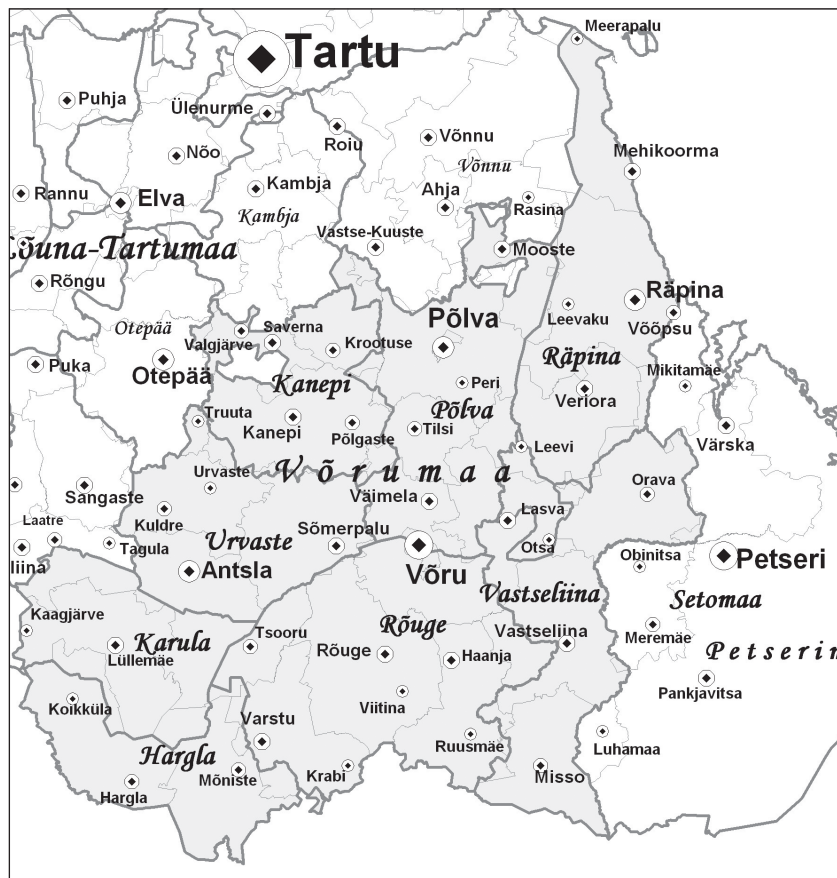 Meerapalu
Tartu
Puhja
Ülenurme
Roiu
Võnnu
Nõo
Võnnu
Mehikoorma
Kambja
Rannu
Elva
Ahja
Rasina
Kambja
Vastse-Kuuste
Lõuna-Tartumaa
Mooste
Rõngu
Räpina
Leevaku
Võõpsu
Otepää
Põlva
Saverna
Valgjärve
Krootuse
Räpina
Puka
Otepää
Mikitamäe
Kanepi
Peri
Veriora
Truuta
Põlva
Kanepi
Põlgaste
Tilsi
Värska
Leevi
Urvaste
Võrumaa
Orava
Sangaste
Väimela
Lasva
Kuldre
Laatre
Sõmerpalu
Tagula
Urvaste
Otsa
liina
Antsla
Võru
Obinitsa
Petseri
Vastseliina
Setomaa
Kaagjärve
Tsooru
Rõuge
Vastseliina
Meremäe
Karula
Rõuge
Haanja
Petserim
Lüllemäe
Pankjavitsa
Koikküla
Viitina
Varstu
Ruusmäe
Luhamaa
Hargla
Mõniste
Krabi
Misso
Hargla